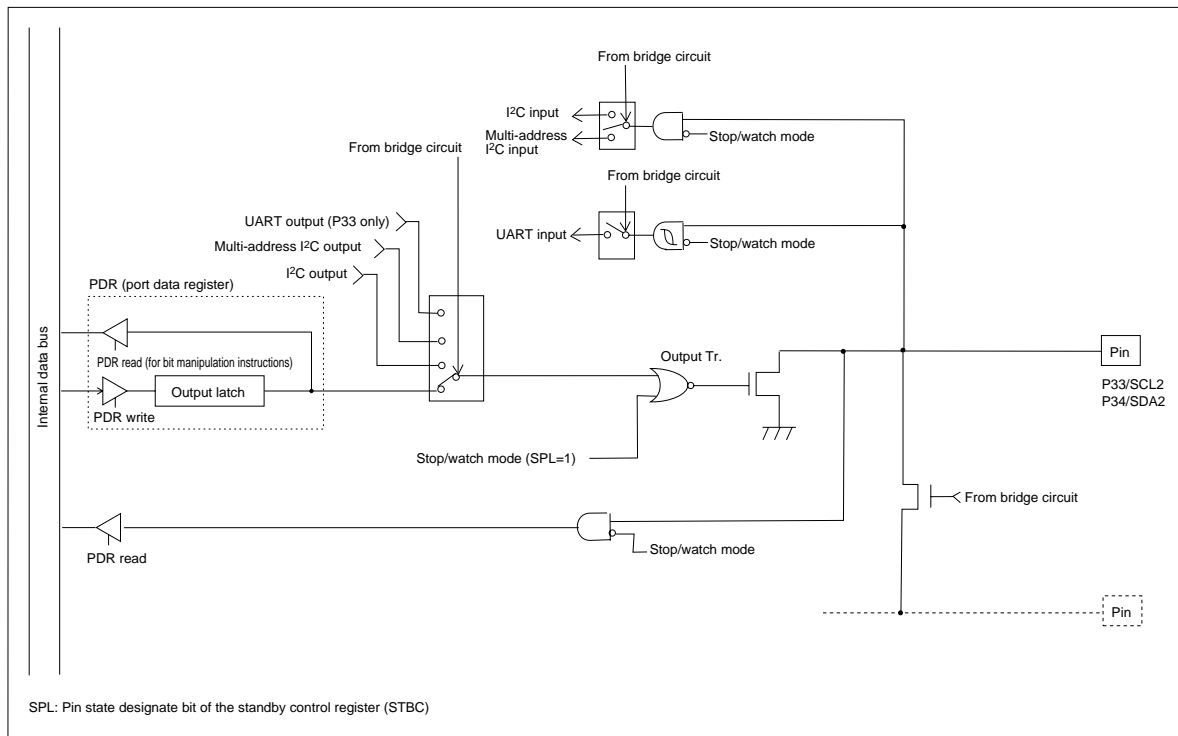 From bridge circuit
I²C input
Multi-address
I²C input
Stop/watch mode
From bridge circuit
From bridge circuit
UART output (P33 only)
UART input
Stop/watch mode
Multi-address I²C output
I²C output
PDR (port data register)
Internal data bus
PDR read (for bit manipulation instructions)
Output latch
PDR write
Output Tr.
Pin
P33/SCL2
P34/SDA2
Stop/watch mode (SPL=1)
From bridge circuit
Stop/watch mode
PDR read
Pin
SPL: Pin state designate bit of the standby control register (STBC)